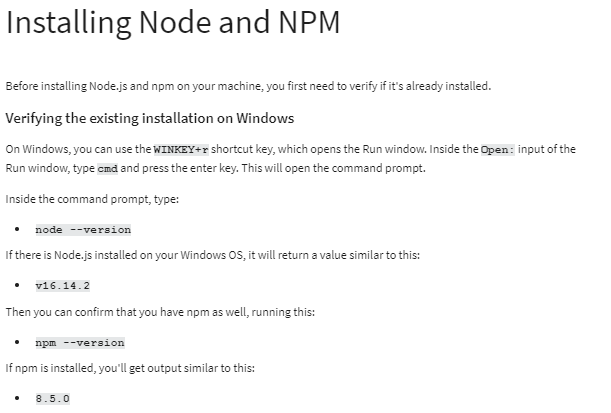 Installing Node and NPM
Before installing Node.js and npm on your machine, you first need to verify if it's already installed.
Verifying the existing installation on Windows
On Windows, you can use the WINKEY+r shortcut key, which opens the Run window. Inside the Open: input of the
Run window, type cmd and press the enter key. This will open the command prompt.
Inside the command prompt, type:
• node --version
If there is Node.js installed on your Windows OS, it will return a value similar to this:
• v16.14.2
Then you can confirm that you have npm as well, running this:
• npm --version
If npm is installed, you'll get output similar to this:
• 8.5.0